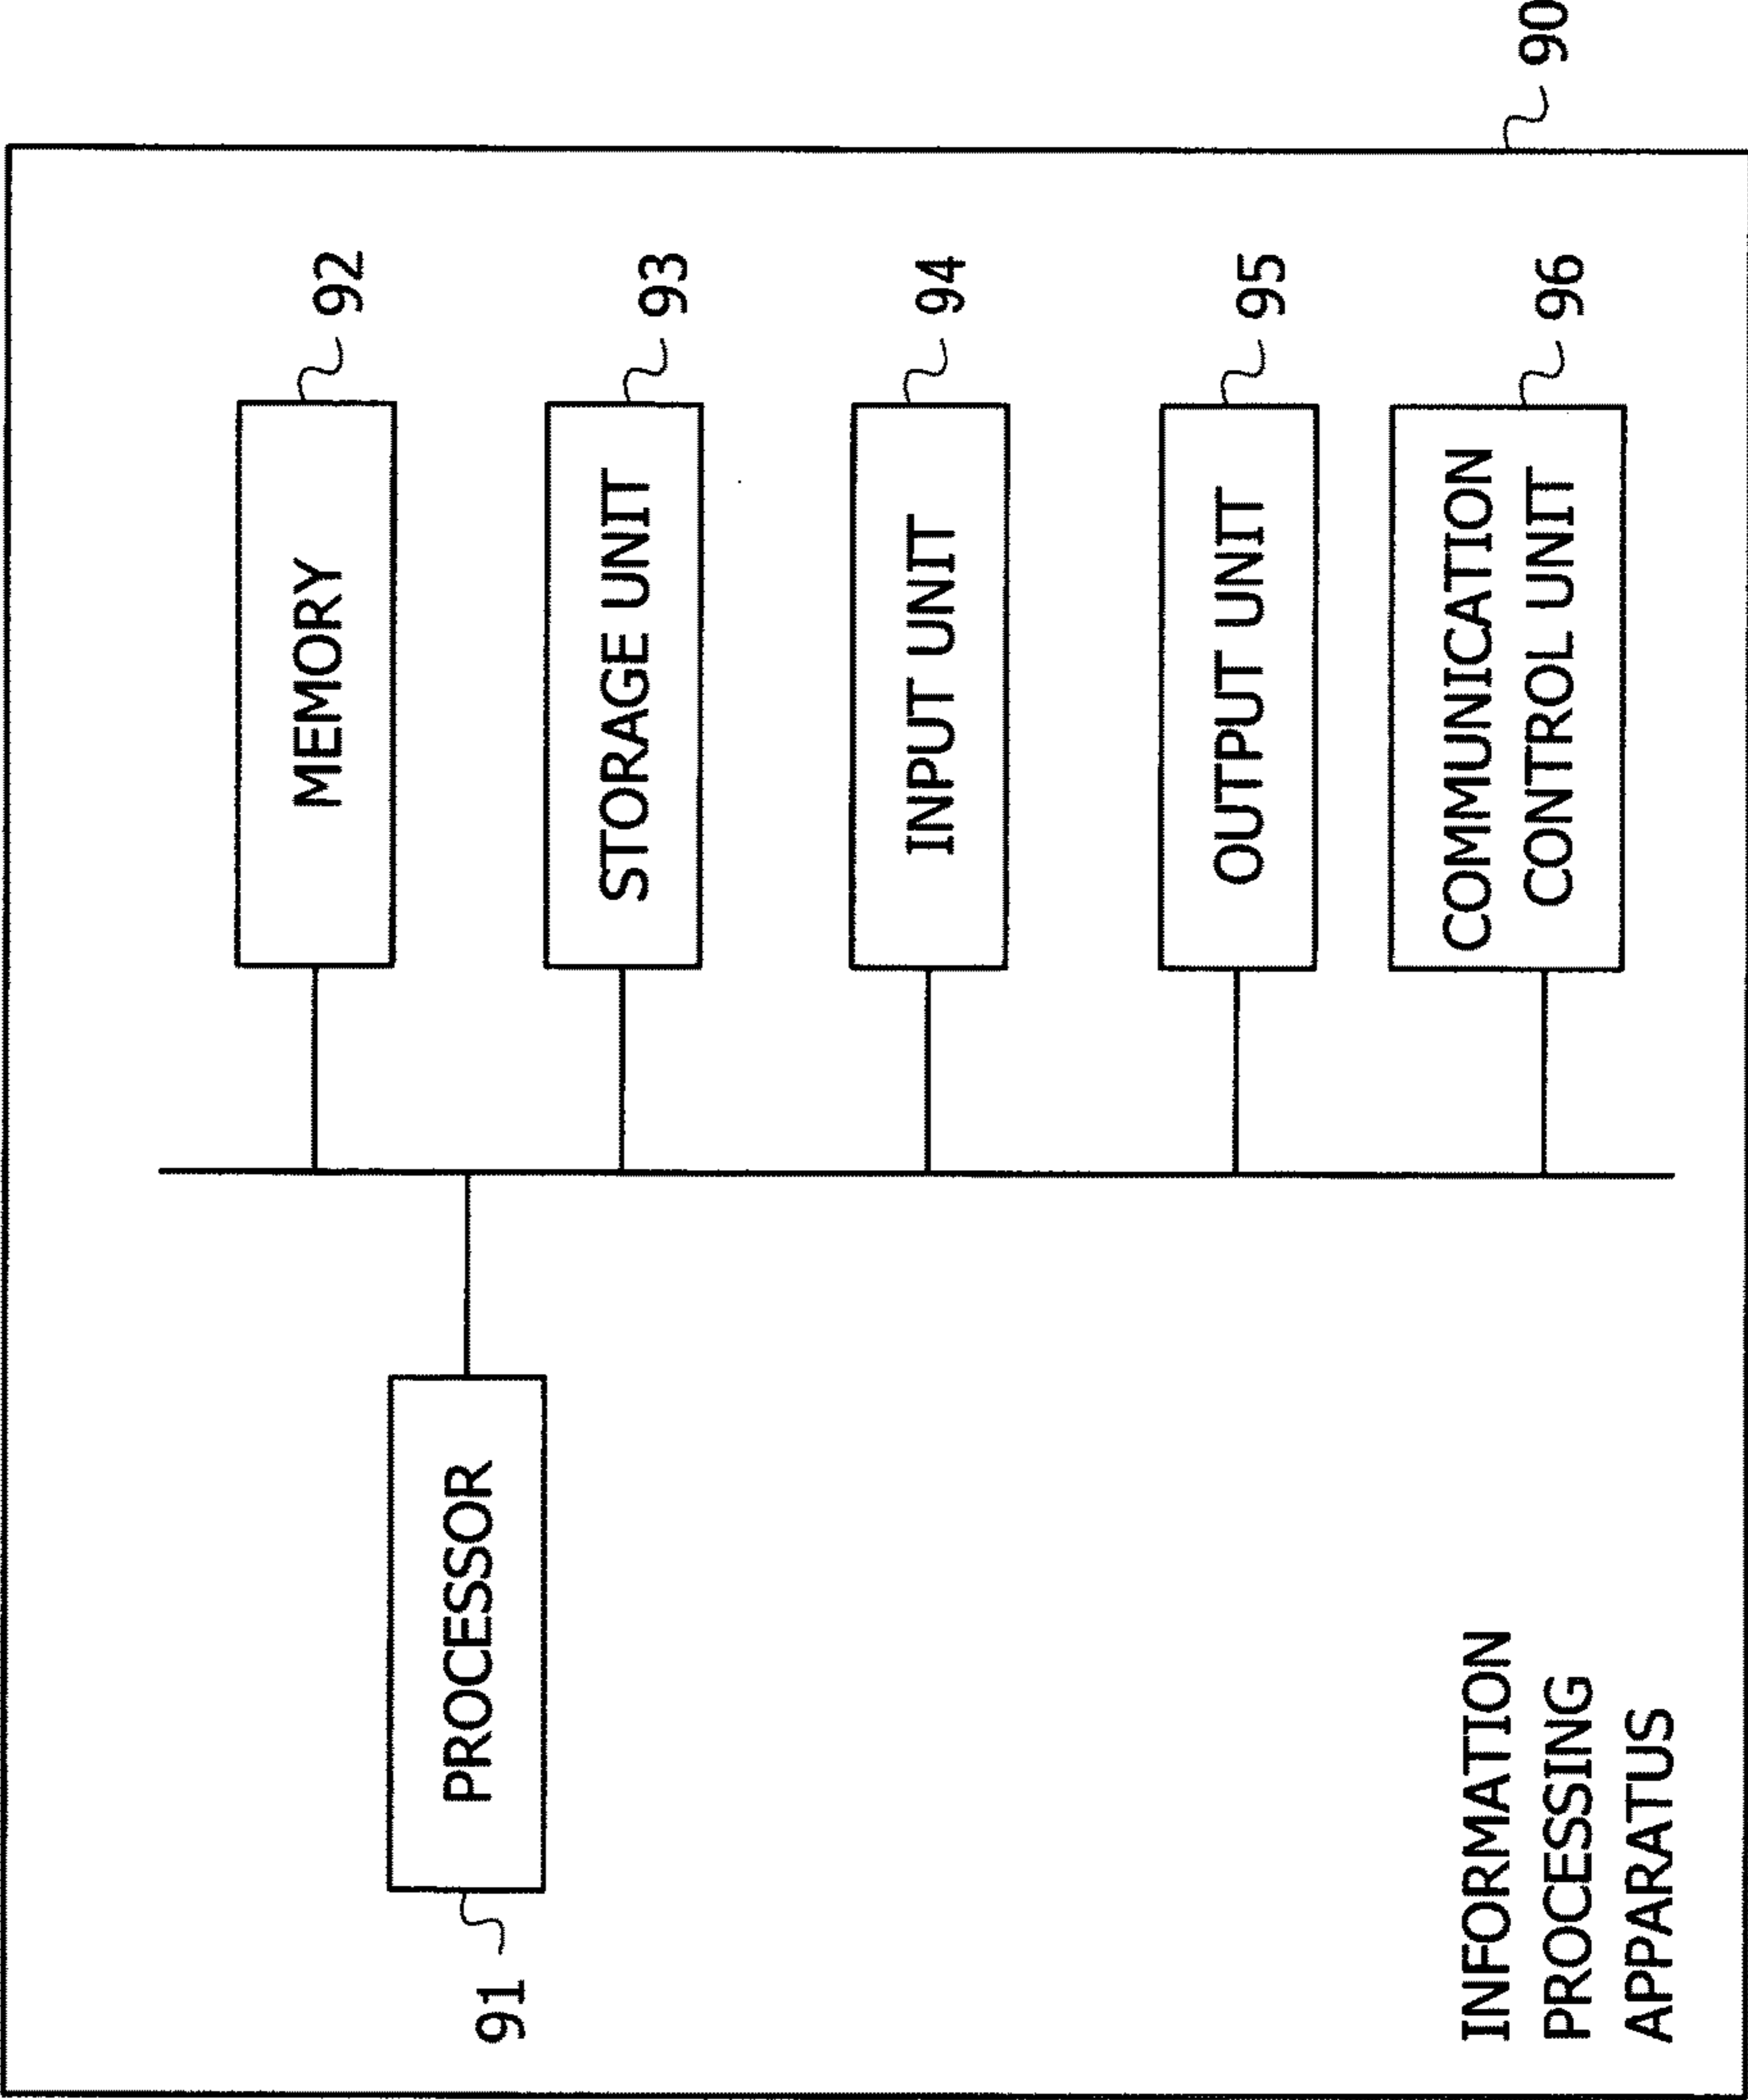 90
MEMORY
92
PROCESSOR
91
STORAGE UNIT
93
INPUT UNIT
94
OUTPUT UNIT
95
COMMUNICATION
CONTROL UNIT
96
INFORMATION
PROCESSING
APPARATUS